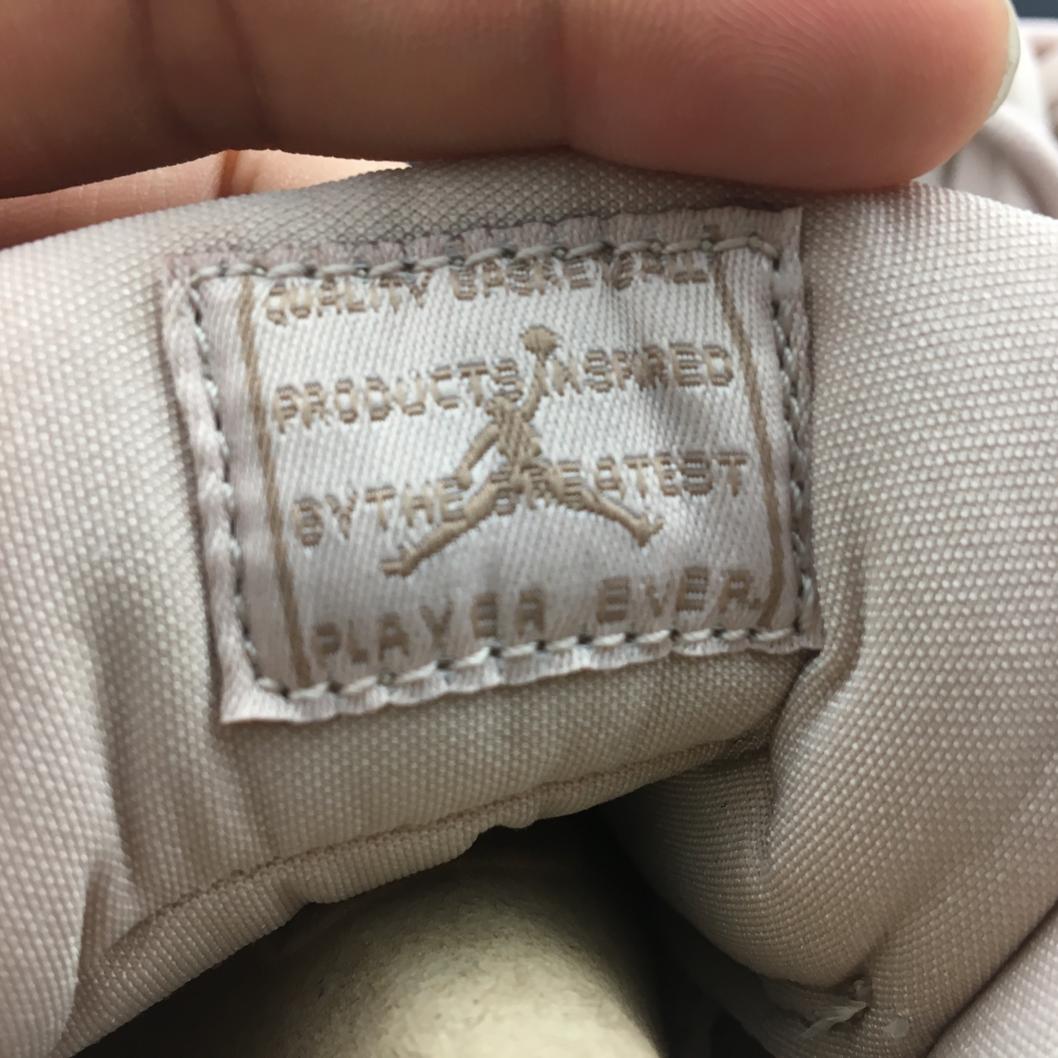 QUALITY BASKETBALL
PRODUCTS INSPIRED
BY THE GREATEST
PLAYER EVER.